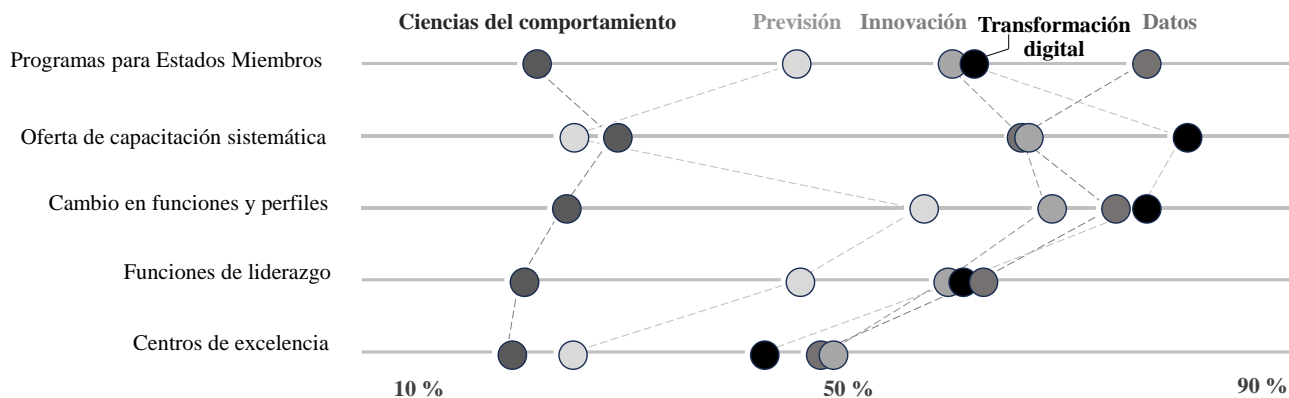 Ciencias del comportamiento Previsión Innovación Transformación digital Datos
Programas para Estados Miembros
Oferta de capacitación sistemática
Cambio en funciones y perfiles
Funciones de liderazgo
Centros de excelencia
10 % 50 % 90 %